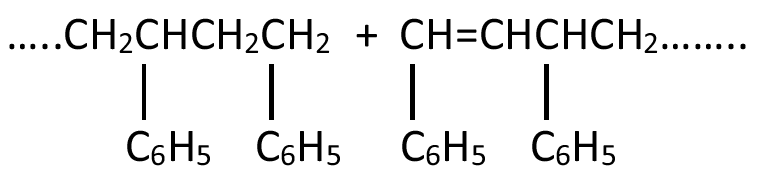 .....CH₂CHCH₂CH₂ + CH=CHCHCH₂........
C₆H₅ C₆H₅ C₆H₅ C₆H₅